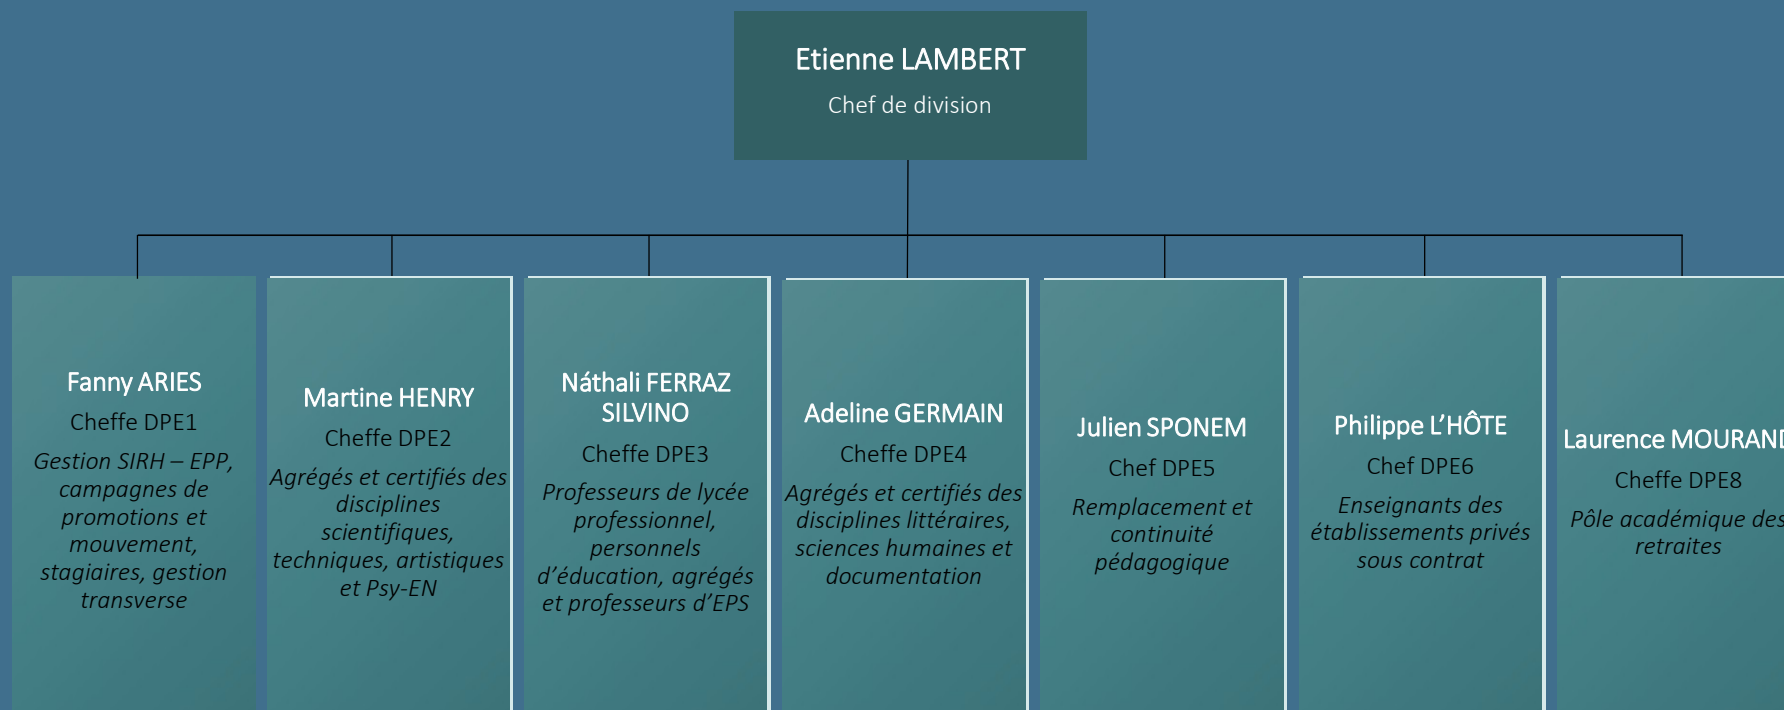 Etienne LAMBERT
Chef de division
Fanny ARIES
Cheffe DPE1
Gestion SIRH – EPP,
campagnes de
promotions et
mouvement,
stagiaires, gestion
transverse
Martine HENRY
Cheffe DPE2
Agrégés et certifiés des
disciplines
scientifiques,
techniques, artistiques
et Psy-EN
Náthali FERRAZ
SILVINO
Cheffe DPE3
Professeurs de lycée
professionnel,
personnels
d’éducation, agrégés
et professeurs d’EPS
Adeline GERMAIN
Cheffe DPE4
Agrégés et certifiés des
disciplines littéraires,
sciences humaines et
documentation
Julien SPONEM
Chef DPE5
Remplacement et
continuité
pédagogique
Philippe L’HÔTE
Chef DPE6
Enseignants des
établissements privés
sous contrat
Laurence MOURAND
Cheffe DPE8
Pôle académique des
retraites